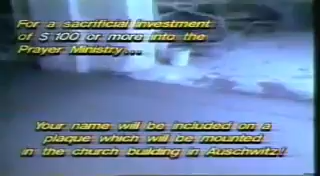 For a sacrificial investment
of $100 or more into the
Prayer Ministry...
Your name will be included on a
plaque which will be mounted
in the church building in Auschwitz!